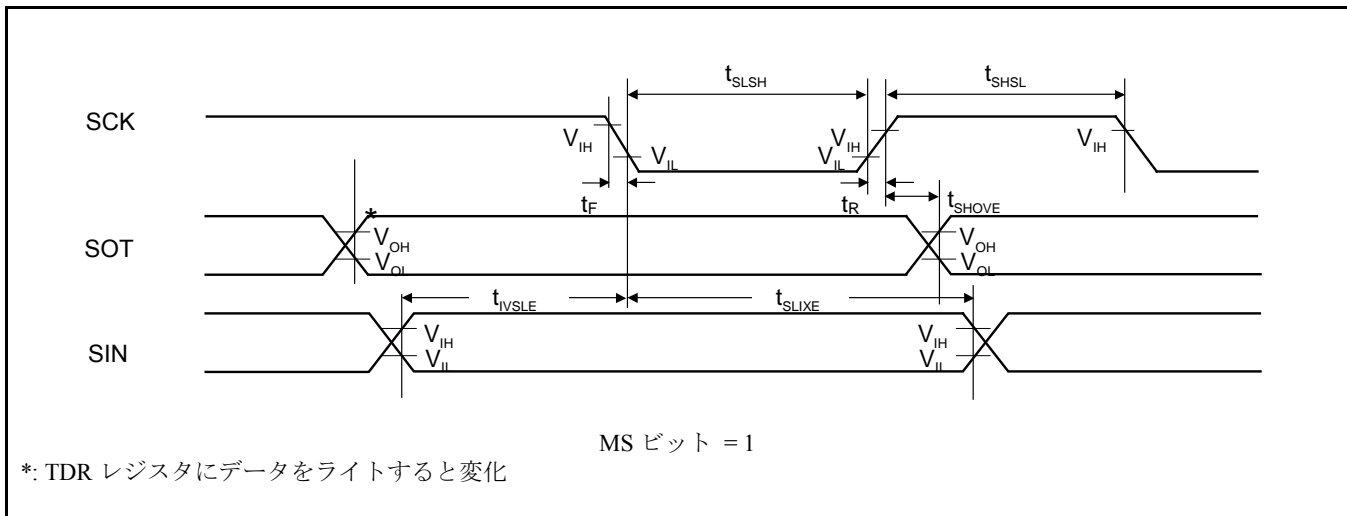 tSLSH tSHSL
SCK
VIH VIL VIH VIL VIH
tF tR tSHOVE
*
SOT
VOH VOL VOH VOL
tIVSLE tSLIXE
SIN
VIH VIL VIH VIL
MS ビット = 1
*: TDR レジスタにデータをライトすると変化